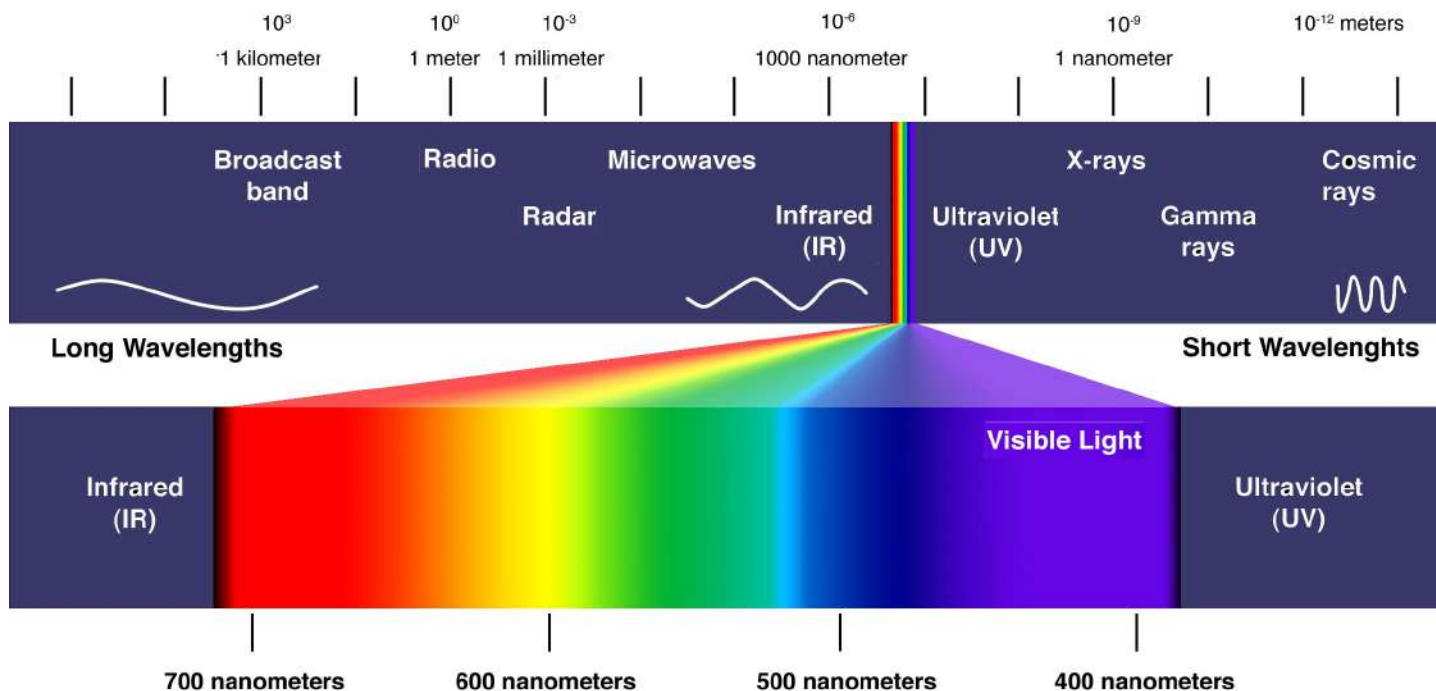 10³ 10⁰ 10⁻³ 10⁻⁶ 10⁻⁹ 10⁻¹² meters
1 kilometer 1 meter 1 millimeter 1000 nanometer 1 nanometer
Broadcast
band
Radio
Radar
Microwaves
Infrared
(IR)
Ultraviolet
(UV)
X-rays
Gamma
rays
Cosmic
rays
Long Wavelengths
Short Wavelenghts
Infrared
(IR)
Visible Light
Ultraviolet
(UV)
700 nanometers 600 nanometers 500 nanometers 400 nanometers